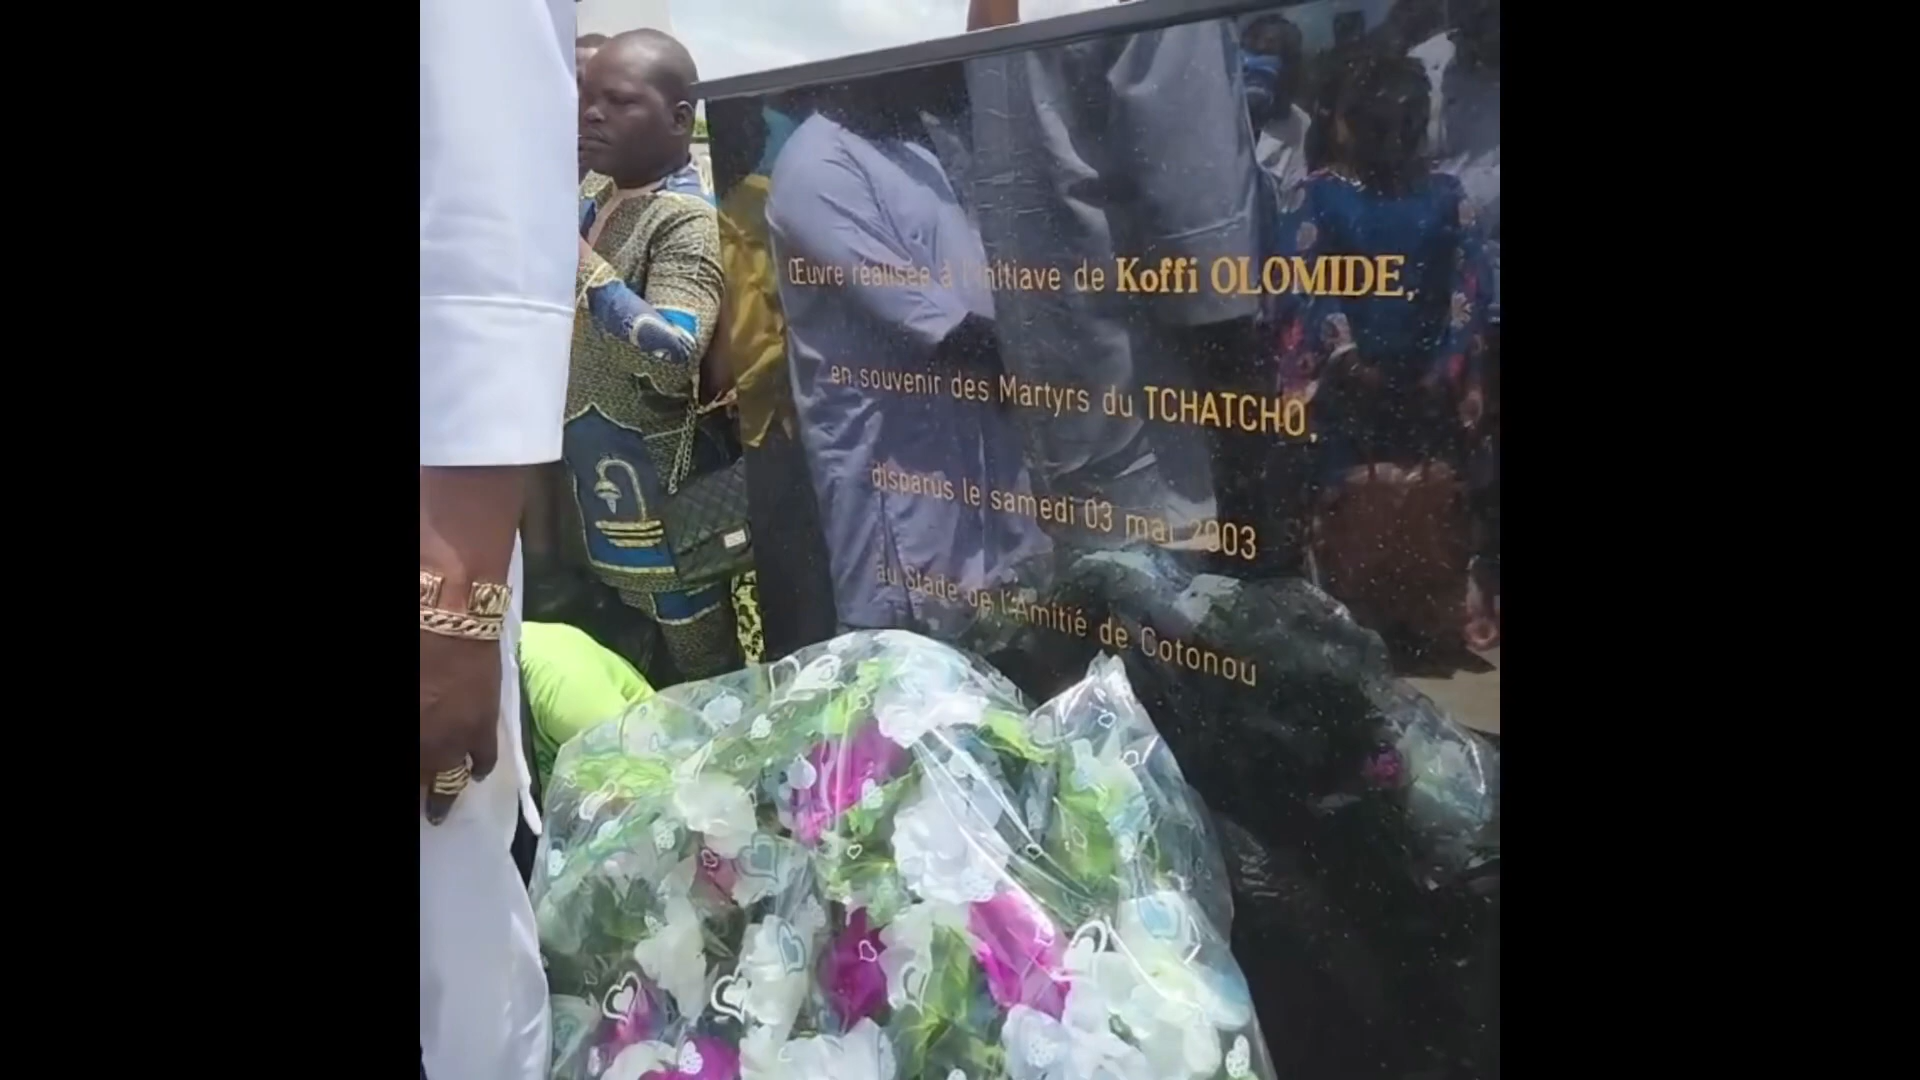 Œuvre réalisée à l'initiave de Koffi OLOMIDE,
en souvenir des Martyrs du TCHATCHO,
disparus le samedi 03 mai 2003
au Stade de l'Amitié de Cotonou